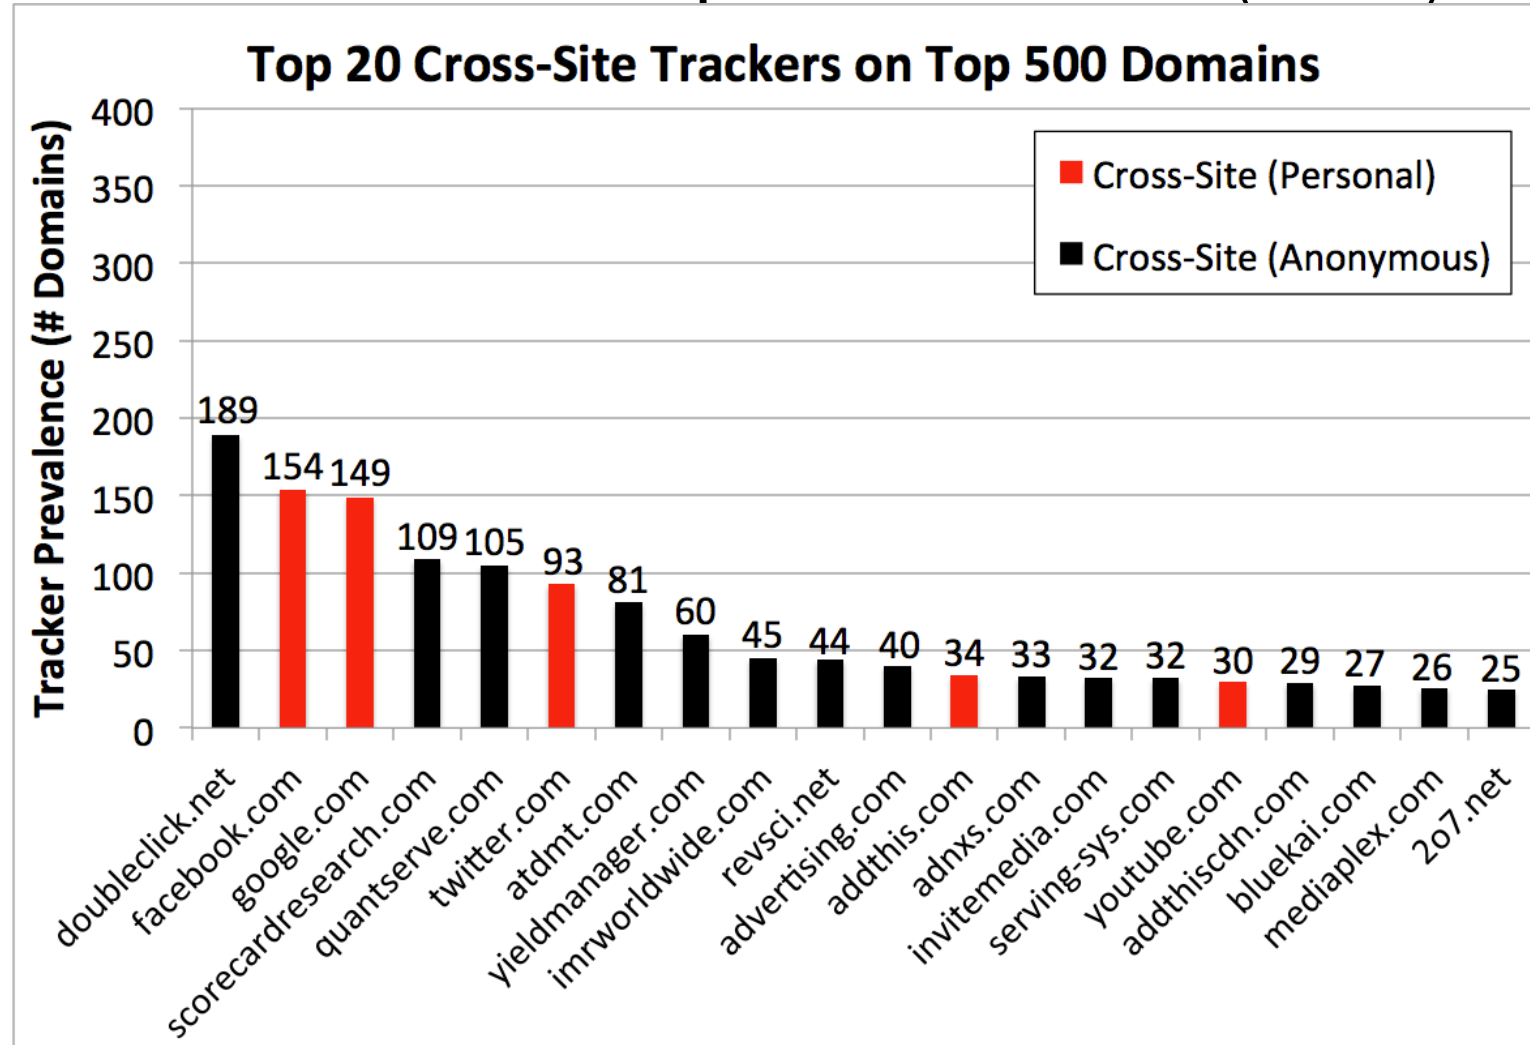 Top 20 Cross-Site Trackers on Top 500 Domains
Tracker Prevalence (# Domains)
400
350
300
250
200
150
100
50
0
Cross-Site (Personal)
Cross-Site (Anonymous)
189
154
149
109
105
93
81
60
45
44
40
34
33
32
32
30
29
27
26
25
doubleclick.net
facebook.com
google.com
scorecardresearch.com
quantserve.com
twitter.com
atdmt.com
yieldmanager.com
imrworldwide.com
revsci.net
advertising.com
addthis.com
adnxs.com
invitemedia.com
serving-sys.com
youtube.com
addthiscdn.com
bluekai.com
mediaplex.com
2o7.net